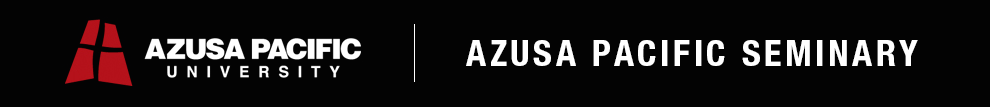 AZUSA PACIFIC
UNIVERSITY
AZUSA PACIFIC SEMINARY